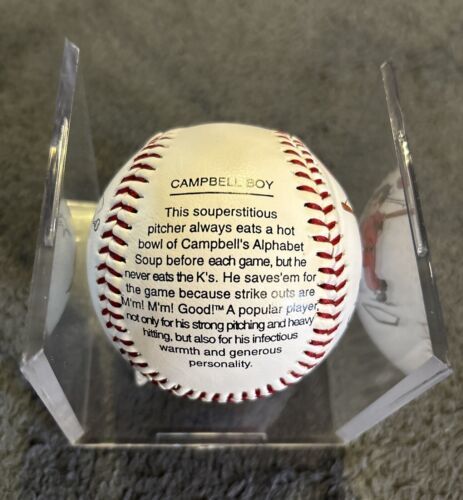 CAMPBELL BOY
This souperstitious
pitcher always eats a hot
bowl of Campbell's Alphabet
Soup before each game, but he
never eats the K's. He saves'em for
the game because strike outs are
M'm! M'm! Good!™ A popular player,
not only for his strong pitching and heavy
hitting, but also for his infectious
warmth and generous
personality.